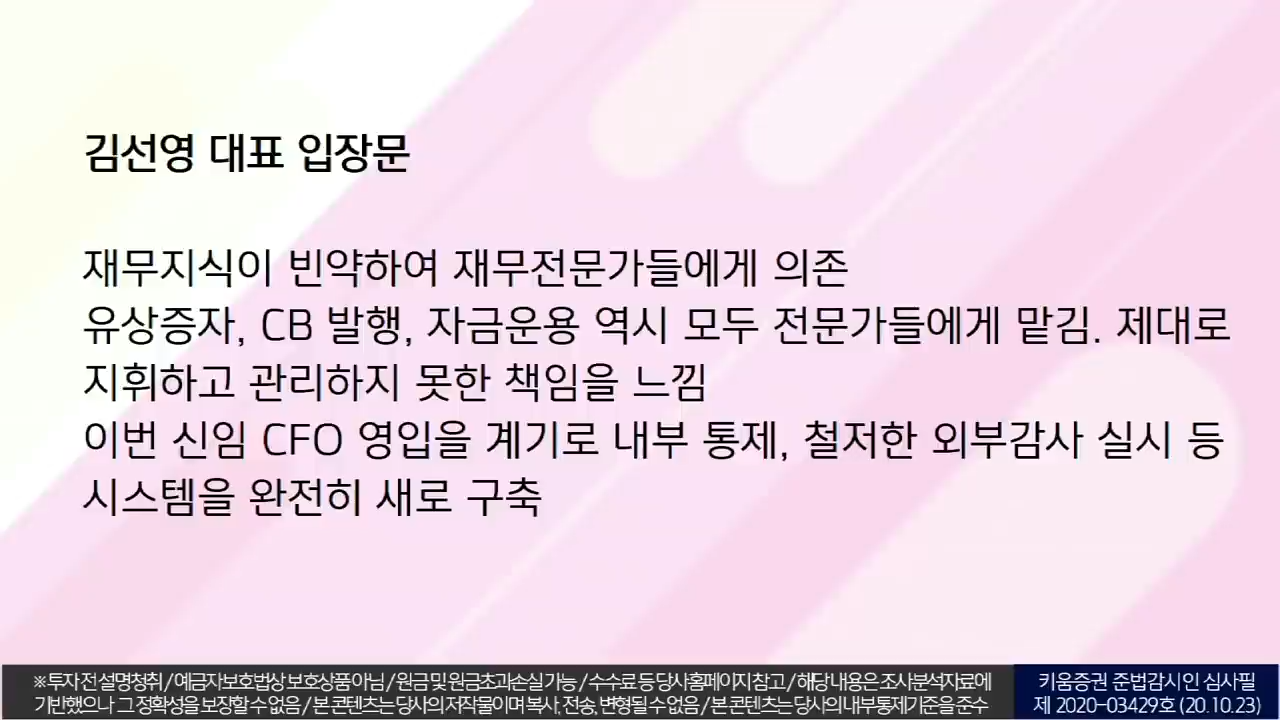 김선영 대표 입장문
재무지식이 빈약하여 재무전문가들에게 의존
유상증자, CB 발행, 자금운용 역시 모두 전문가들에게 맡김. 제대로
지휘하고 관리하지 못한 책임을 느낌
이번 신임 CFO 영입을 계기로 내부 통제, 철저한 외부감사 실시 등
시스템을 완전히 새로 구축
※투자 전 설명청취 / 예금자보호법상 보호상품 아님 / 원금 및 원금초과손실 가능 / 수수료 등 당사홈페이지 참고 / 해당 내용은 조사분석자료에
기반했으나 그 정확성을 보장할 수 없음 / 본 콘텐츠는 당사의 저작물이며 복사, 전송, 변형될 수 없음 / 본 콘텐츠는 당사의 내부통제기준을 준수
키움증권 준법감시인 심사필
제 2020-03429호 (20.10.23)